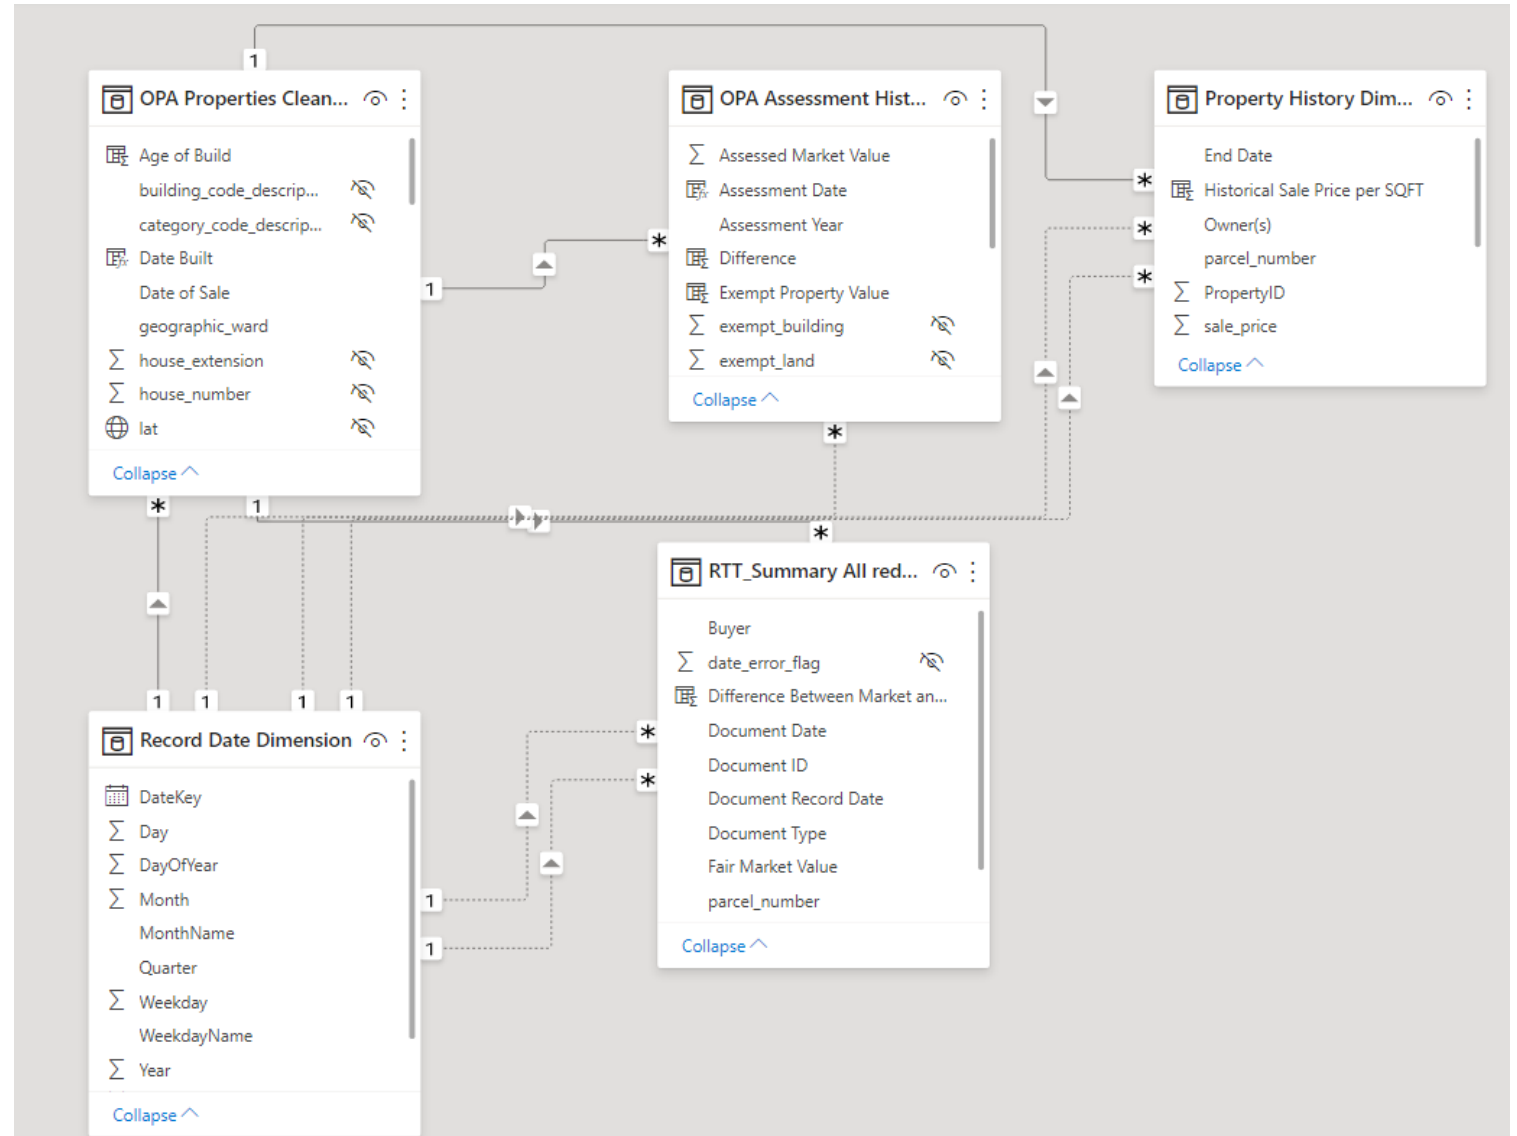 1
OPA Properties Clean...
Age of Build
building_code_descrip...
category_code_descrip...
Date Built
Date of Sale
geographic_ward
house_extension
house_number
lat
Collapse
OPA Assessment Hist...
Assessed Market Value
Assessment Date
Assessment Year
Difference
Exempt Property Value
exempt_building
exempt_land
Collapse
Property History Dim...
End Date
Historical Sale Price per SQFT
Owner(s)
parcel_number
PropertyID
sale_price
Collapse
*
*
*
*
1
*
* 1
*
RTT_Summary All red...
Buyer
date_error_flag
Difference Between Market an...
Document Date
Document ID
Document Record Date
Document Type
Fair Market Value
parcel_number
Collapse
1 1 1 1
Record Date Dimension
DateKey
Day
DayOfYear
Month
MonthName
Quarter
Weekday
WeekdayName
Year
Collapse
*
*
1
1